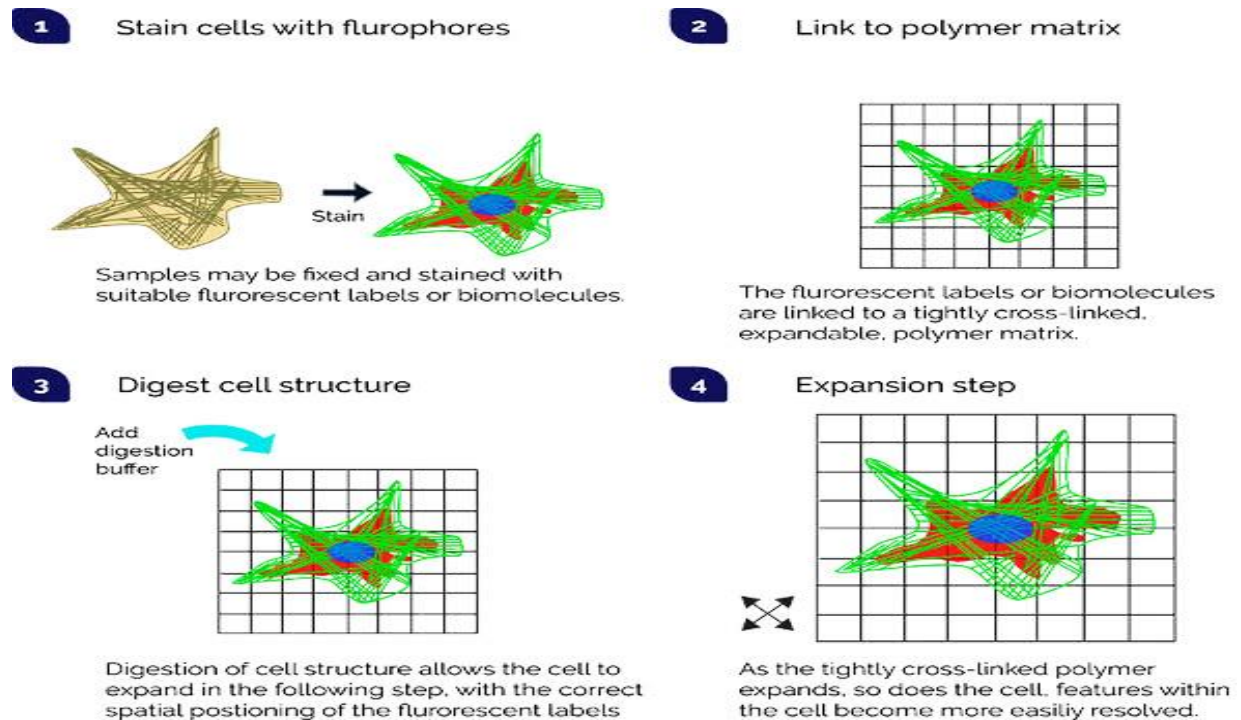 1 Stain cells with flurophores
Stain
Samples may be fixed and stained with
suitable flurorescent labels or biomolecules.
2 Link to polymer matrix
The flurorescent labels or biomolecules
are linked to a tightly cross-linked,
expandable, polymer matrix.
3 Digest cell structure
Add
digestion
buffer
Digestion of cell structure allows the cell to
expand in the following step, with the correct
spatial postioning of the flurorescent labels
4 Expansion step
As the tightly cross-linked polymer
expands, so does the cell, features within
the cell become more easiliy resolved.